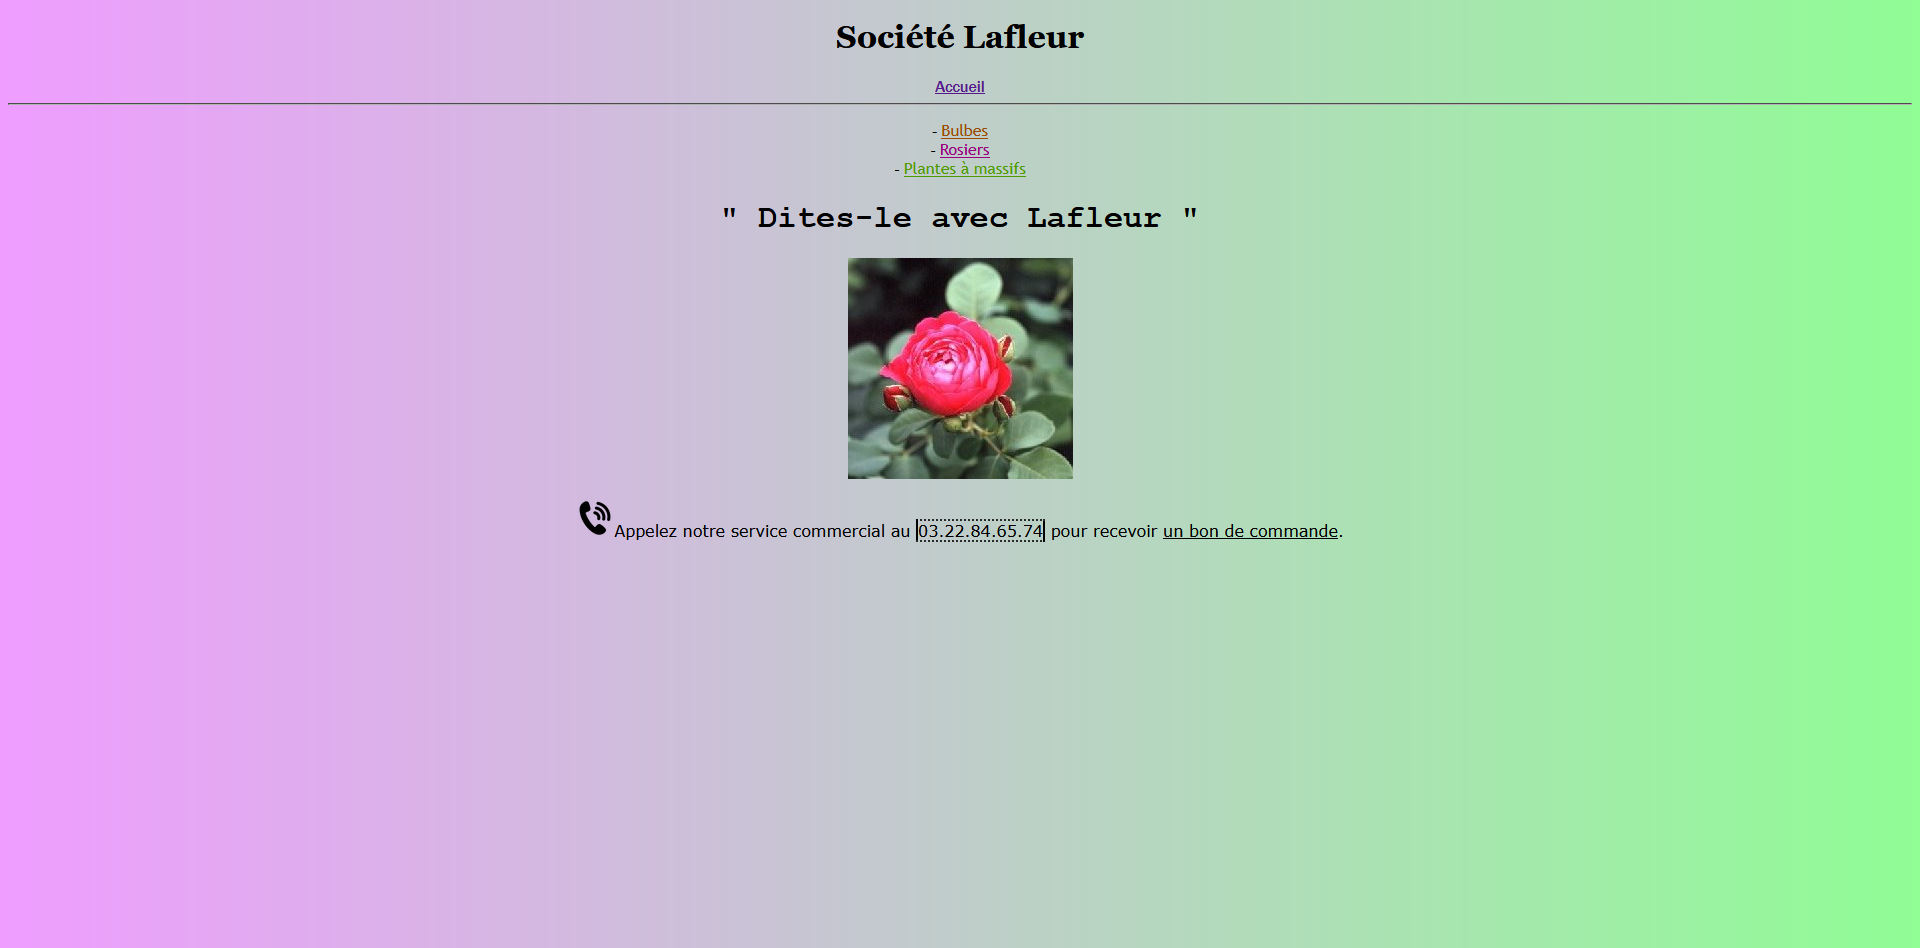 Société Lafleur
Accueil
- Bulbes
- Rosiers
- Plantes à massifs
" Dites-le avec Lafleur "
Appelez notre service commercial au 03.22.84.65.74 pour recevoir un bon de commande.